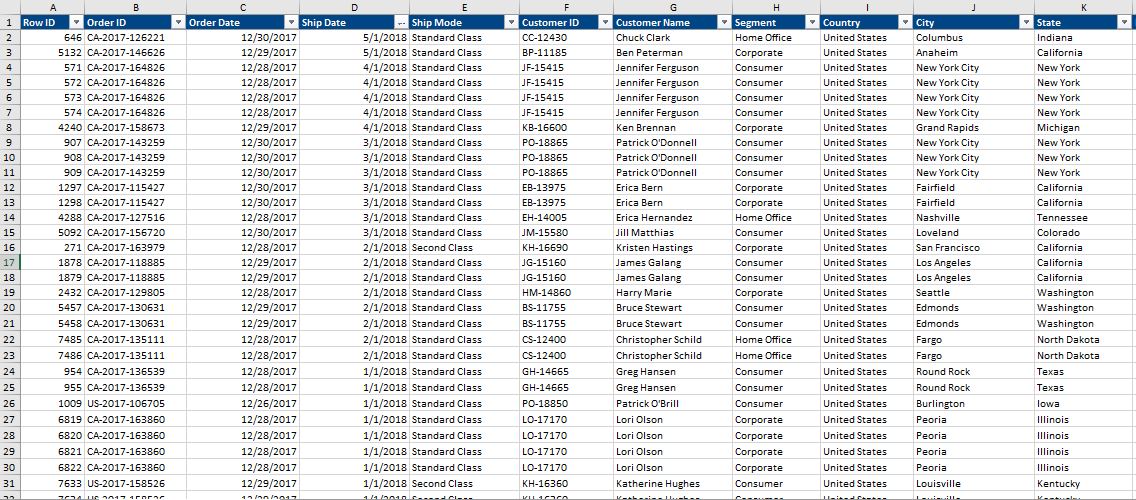 A B C D E F G H I J K
1 Row ID Order ID Order Date Ship Date Ship Mode Customer ID Customer Name Segment Country City State
2 646 CA-2017-126221 12/30/2017 5/1/2018 Standard Class CC-12430 Chuck Clark Home Office United States Columbus Indiana
3 5132 CA-2017-146626 12/29/2017 5/1/2018 Standard Class BP-11185 Ben Peterman Corporate United States Anaheim California
4 571 CA-2017-164826 12/28/2017 4/1/2018 Standard Class JF-15415 Jennifer Ferguson Consumer United States New York City New York
5 572 CA-2017-164826 12/28/2017 4/1/2018 Standard Class JF-15415 Jennifer Ferguson Consumer United States New York City New York
6 573 CA-2017-164826 12/28/2017 4/1/2018 Standard Class JF-15415 Jennifer Ferguson Consumer United States New York City New York
7 574 CA-2017-164826 12/28/2017 4/1/2018 Standard Class JF-15415 Jennifer Ferguson Consumer United States New York City New York
8 4240 CA-2017-158673 12/29/2017 4/1/2018 Standard Class KB-16600 Ken Brennan Corporate United States Grand Rapids Michigan
9 907 CA-2017-143259 12/30/2017 3/1/2018 Standard Class PO-18865 Patrick O'Donnell Consumer United States New York City New York
10 908 CA-2017-143259 12/30/2017 3/1/2018 Standard Class PO-18865 Patrick O'Donnell Consumer United States New York City New York
11 909 CA-2017-143259 12/30/2017 3/1/2018 Standard Class PO-18865 Patrick O'Donnell Consumer United States New York City New York
12 1297 CA-2017-115427 12/30/2017 3/1/2018 Standard Class EB-13975 Erica Bern Corporate United States Fairfield California
13 1298 CA-2017-115427 12/30/2017 3/1/2018 Standard Class EB-13975 Erica Bern Corporate United States Fairfield California
14 4288 CA-2017-127516 12/28/2017 3/1/2018 Standard Class EH-14005 Erica Hernandez Home Office United States Nashville Tennessee
15 5092 CA-2017-156720 12/30/2017 3/1/2018 Standard Class JM-15580 Jill Matthias Consumer United States Loveland Colorado
16 271 CA-2017-163979 12/28/2017 2/1/2018 Second Class KH-16690 Kristen Hastings Corporate United States San Francisco California
17 1878 CA-2017-118885 12/29/2017 2/1/2018 Standard Class JG-15160 James Galang Consumer United States Los Angeles California
18 1879 CA-2017-118885 12/29/2017 2/1/2018 Standard Class JG-15160 James Galang Consumer United States Los Angeles California
19 2432 CA-2017-129805 12/28/2017 2/1/2018 Standard Class HM-14860 Harry Marie Corporate United States Seattle Washington
20 5457 CA-2017-130631 12/29/2017 2/1/2018 Standard Class BS-11755 Bruce Stewart Consumer United States Edmonds Washington
21 5458 CA-2017-130631 12/29/2017 2/1/2018 Standard Class BS-11755 Bruce Stewart Consumer United States Edmonds Washington
22 7485 CA-2017-135111 12/28/2017 2/1/2018 Standard Class CS-12400 Christopher Schild Home Office United States Fargo North Dakota
23 7486 CA-2017-135111 12/28/2017 2/1/2018 Standard Class CS-12400 Christopher Schild Home Office United States Fargo North Dakota
24 954 CA-2017-136539 12/28/2017 1/1/2018 Standard Class GH-14665 Greg Hansen Consumer United States Round Rock Texas
25 955 CA-2017-136539 12/28/2017 1/1/2018 Standard Class GH-14665 Greg Hansen Consumer United States Round Rock Texas
26 1009 US-2017-106705 12/26/2017 1/1/2018 Standard Class PO-18850 Patrick O'Brill Consumer United States Burlington Iowa
27 6819 CA-2017-163860 12/28/2017 1/1/2018 Standard Class LO-17170 Lori Olson Corporate United States Peoria Illinois
28 6820 CA-2017-163860 12/28/2017 1/1/2018 Standard Class LO-17170 Lori Olson Corporate United States Peoria Illinois
29 6821 CA-2017-163860 12/28/2017 1/1/2018 Standard Class LO-17170 Lori Olson Corporate United States Peoria Illinois
30 6822 CA-2017-163860 12/28/2017 1/1/2018 Standard Class LO-17170 Lori Olson Corporate United States Peoria Illinois
31 7633 US-2017-158526 12/29/2017 1/1/2018 Second Class KH-16360 Katherine Hughes Consumer United States Louisville Kentucky